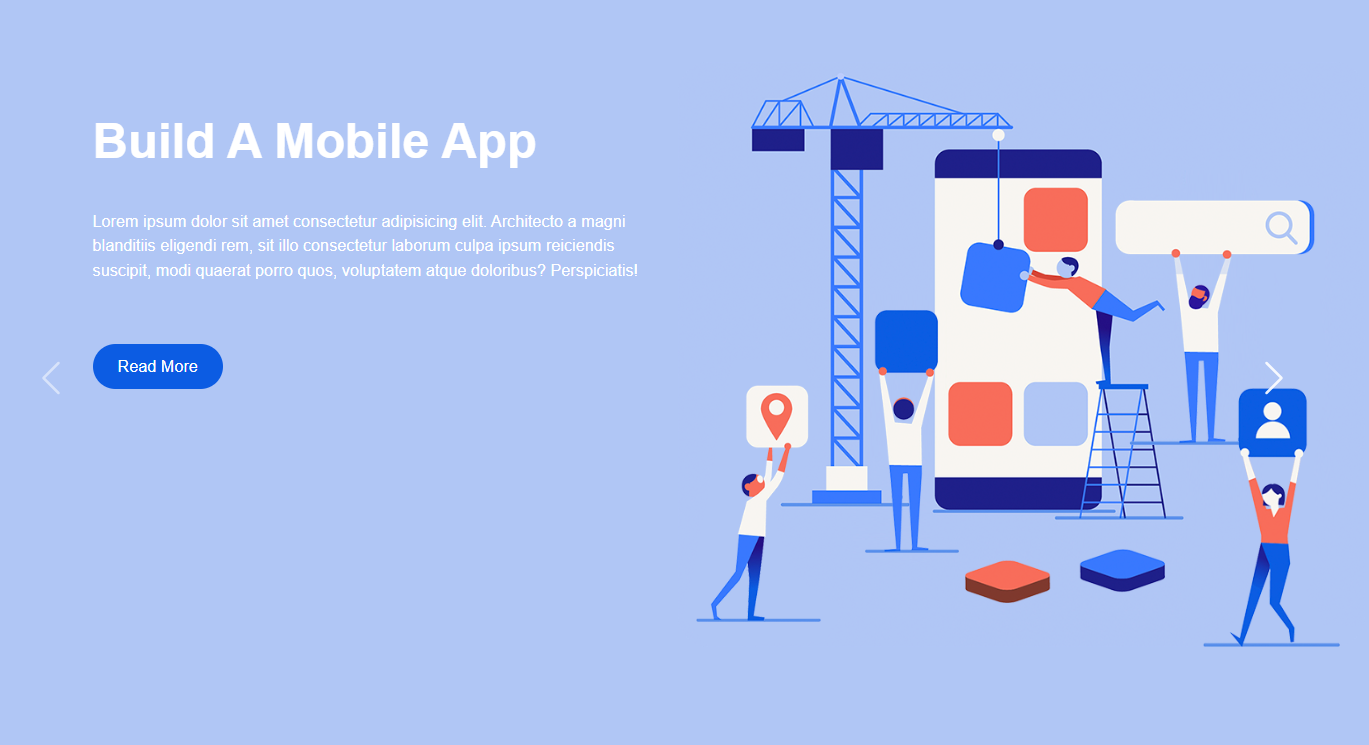 Build A Mobile App
Lorem ipsum dolor sit amet consectetur adipisicing elit. Architecto a magni
blanditiis eligendi rem, sit illo consectetur laborum culpa ipsum reiciendis
suscipit, modi quaerat porro quos, voluptatem atque doloribus? Perspiciatis!
Read More